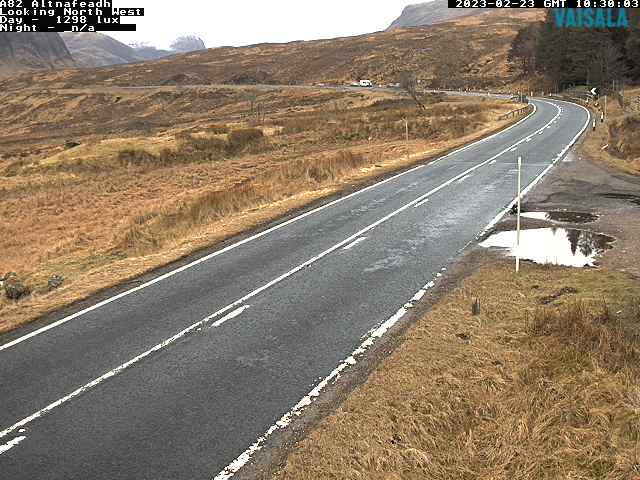 A82 Altnafeadh
Looking North West
Day - 1298 lux
Night - n/a
2023-02-23 GMT 10:30:03
VAISALA